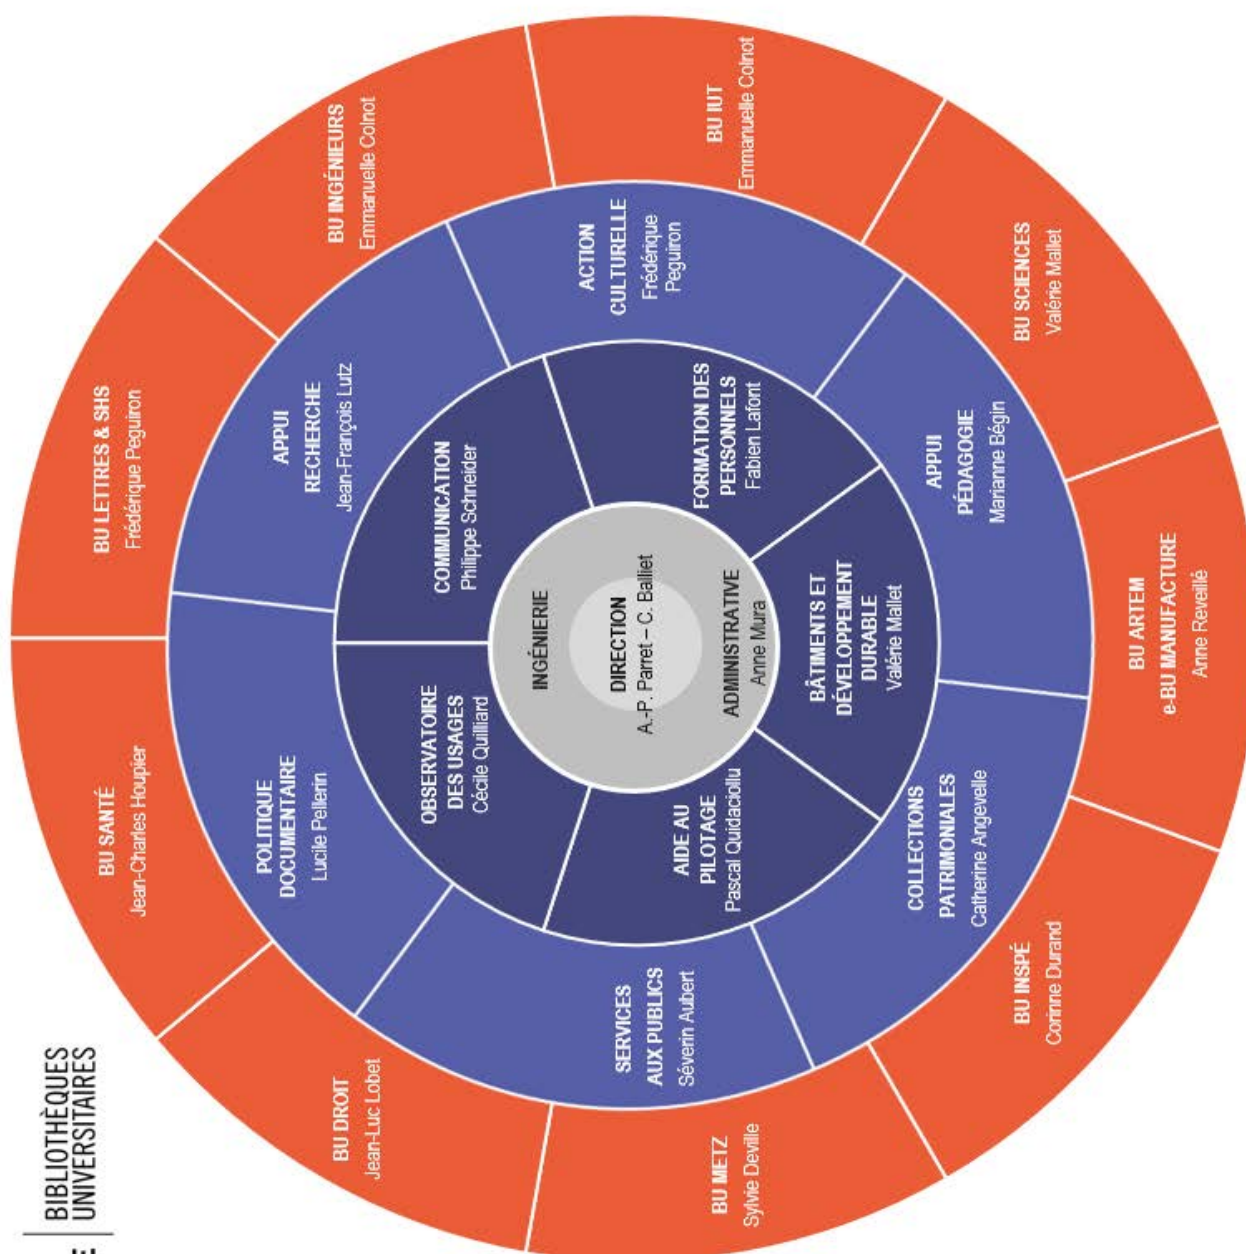 BIBLIOTHÈQUES
UNIVERSITAIRES
BU SANTÉ
Jean-Charles Houpier
BU LETTRES & SHS
Frédérique Peguiron
BU INGÉNIEURS
Emmanuelle Colnot
BU IUT
Emmanuelle Colnot
BU SCIENCES
Valérie Mallet
BU ARTEM
e-BU MANUFACTURE
Anne Reveillé
BU INSPÉ
Corinne Durand
BU METZ
Sylvie Deville
BU DROIT
Jean-Luc Lobet
POLITIQUE
DOCUMENTAIRE
Lucile Pellerin
APPUI
RECHERCHE
Jean-François Lutz
ACTION
CULTURELLE
Frédérique
Peguiron
APPUI
PÉDAGOGIE
Marianne Bégin
COLLECTIONS
PATRIMONIALES
Catherine Angevelle
SERVICES
AUX PUBLICS
Séverin Aubert
OBSERVATOIRE
DES USAGES
Cécile Quilliard
COMMUNICATION
Philippe Schneider
FORMATION DES
PERSONNELS
Fabien Lafont
BÂTIMENTS ET
DÉVELOPPEMENT
DURABLE
Valérie Mallet
AIDE AU
PILOTAGE
Pascal Quidaciollu
INGÉNIERIE
DIRECTION
A.-P. Parret – C. Balliet
ADMINISTRATIVE
Anne Mura